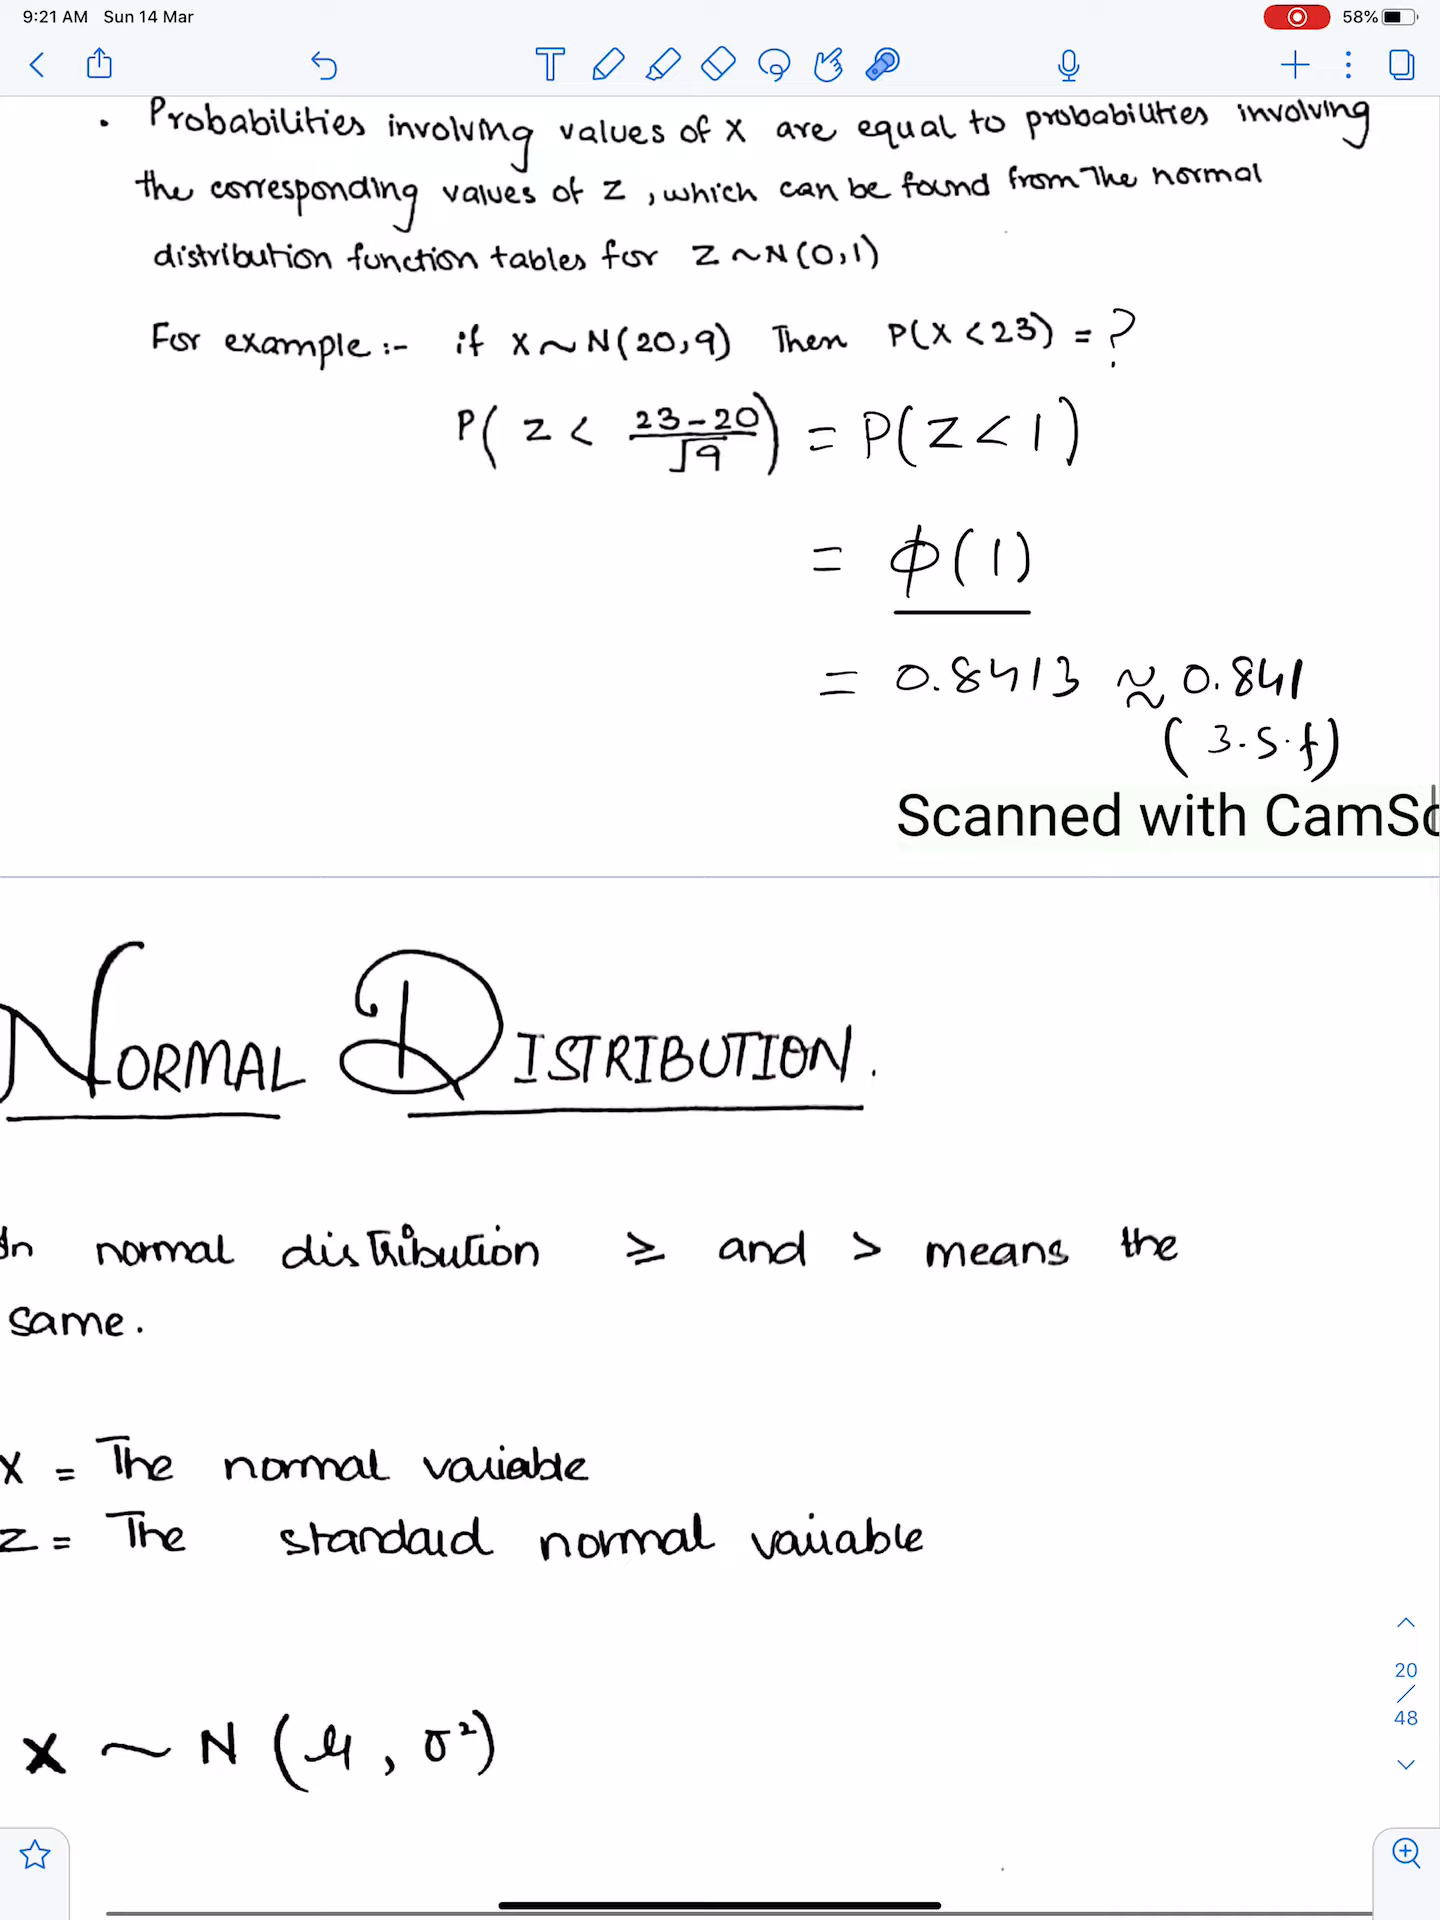 9:21 AM Sun 14 Mar 58%
. Probabilities involving values of X are equal to probabilities involving
the corresponding values of Z, which can be found from The normal
distribution function tables for Z ~ N(0,1)
For example :- if X ~ N(20,9) Then P(X < 23) = ?
P( Z < 23-20/√9 ) = P(Z < 1)
= ϕ(1)
= 0.8413 ≈ 0.841
(3.S.f)
Scanned with CamSc
NORMAL DISTRIBUTION.
In normal distribution ≥ and > means the
same.
X = The normal variable
Z = The standard normal variable
X ~ N (μ, σ²)
20
/
48